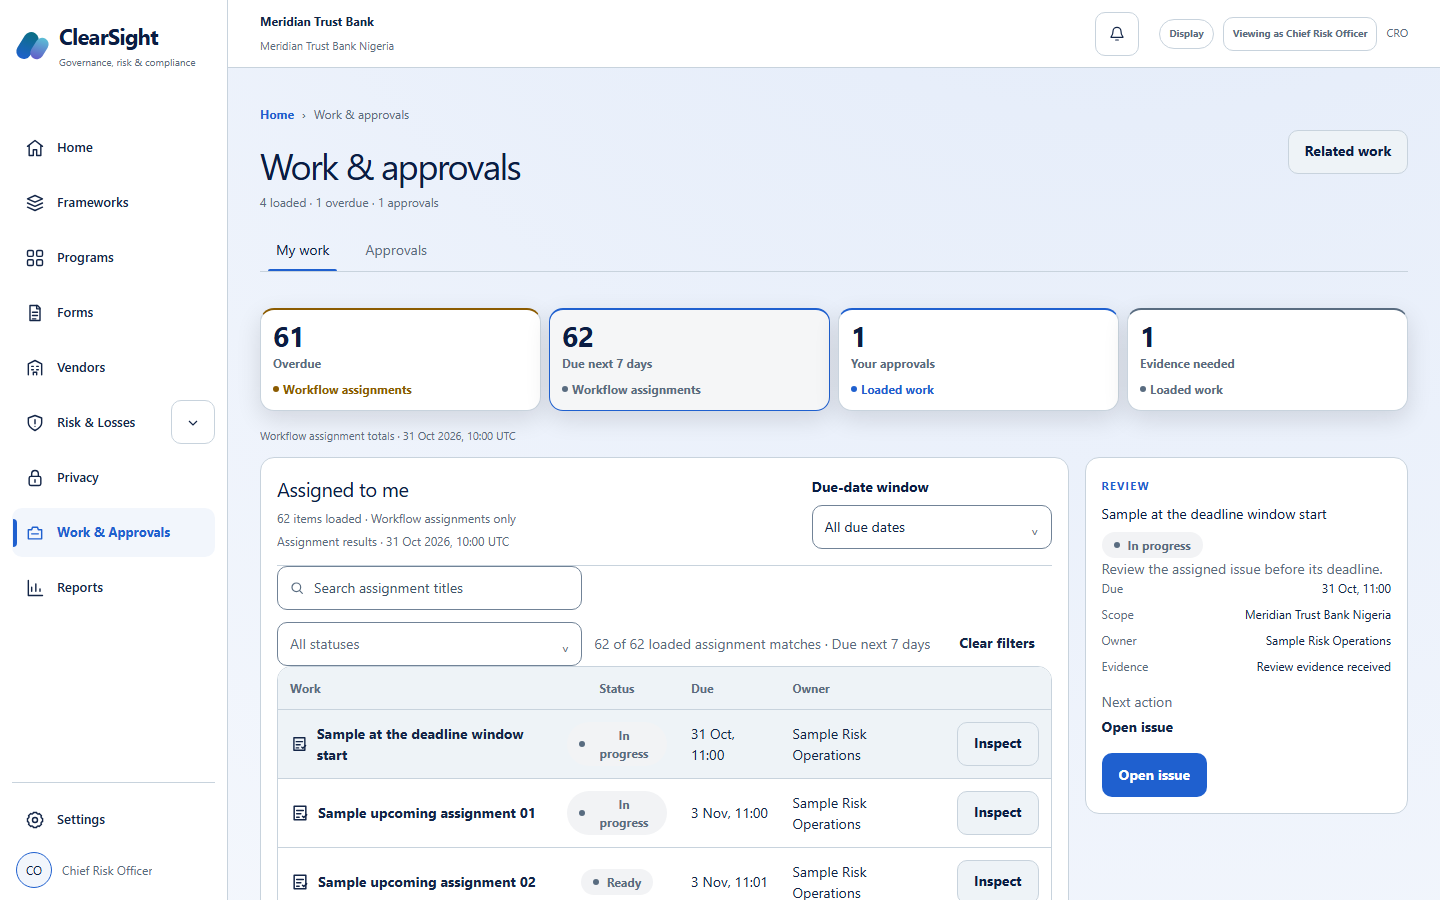 ClearSight
Governance, risk & compliance
Home
Frameworks
Programs
Forms
Vendors
Risk & Losses
Privacy
Work & Approvals
Reports
Settings
CO
Chief Risk Officer
Meridian Trust Bank
Meridian Trust Bank Nigeria
Display
Viewing as Chief Risk Officer
CRO
Home › Work & approvals
Work & approvals
4 loaded · 1 overdue · 1 approvals
Related work
My work
Approvals
61
Overdue
Workflow assignments
62
Due next 7 days
Workflow assignments
1
Your approvals
Loaded work
1
Evidence needed
Loaded work
Workflow assignment totals · 31 Oct 2026, 10:00 UTC
Assigned to me
62 items loaded · Workflow assignments only
Assignment results · 31 Oct 2026, 10:00 UTC
Due-date window
All due dates
Search assignment titles
All statuses
62 of 62 loaded assignment matches · Due next 7 days
Clear filters
Work
Status
Due
Owner
Sample at the deadline window
start
In
progress
31 Oct,
11:00
Sample Risk
Operations
Inspect
Sample upcoming assignment 01
In
progress
3 Nov, 11:00
Sample Risk
Operations
Inspect
Sample upcoming assignment 02
Ready
3 Nov, 11:01
Sample Risk
Operations
Inspect
REVIEW
Sample at the deadline window start
In progress
Review the assigned issue before its deadline.
Due
31 Oct, 11:00
Scope
Meridian Trust Bank Nigeria
Owner
Sample Risk Operations
Evidence
Review evidence received
Next action
Open issue
Open issue